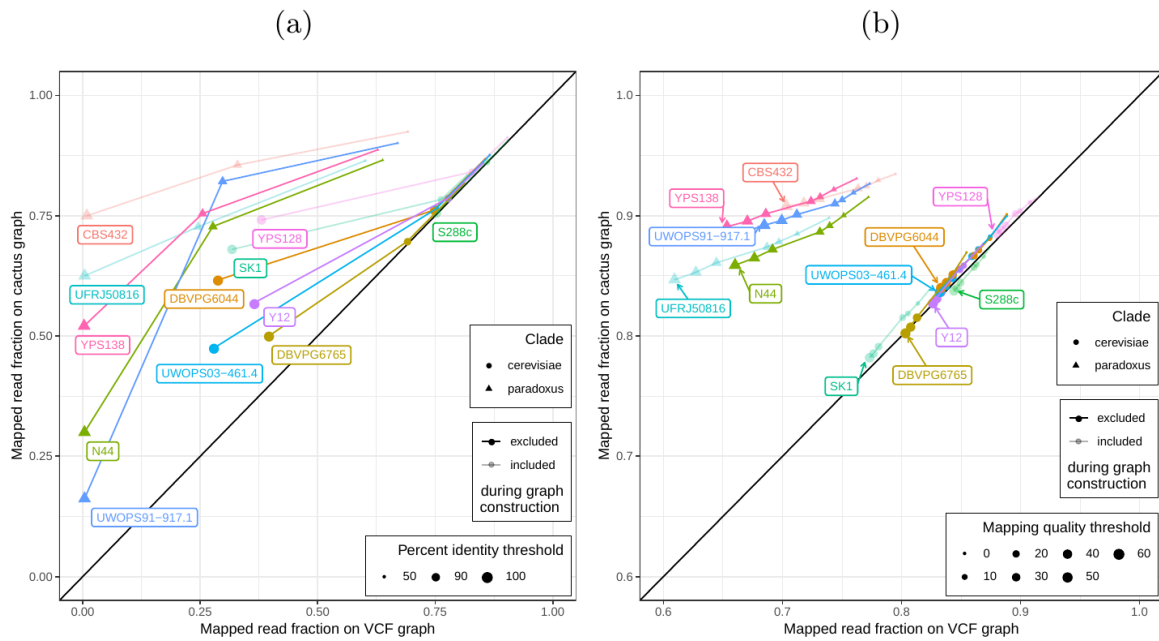 (a)
(b)
Mapped read fraction on cactus graph
1.00
0.75
0.50
0.25
0.00
CBS432
UFRJ50816
YPS138
N44
UWOPS91−917.1
YPS128
SK1
DBVPG6044
Y12
UWOPS03−461.4
DBVPG6765
S288c
Clade
cerevisiae
paradoxus
excluded
included
during graph
construction
Percent identity threshold
50 90 100
0.00 0.25 0.50 0.75 1.00
Mapped read fraction on VCF graph
Mapped read fraction on cactus graph
1.0
0.9
0.8
0.7
0.6
CBS432
YPS138
UWOPS91−917.1
UFRJ50816
N44
YPS128
DBVPG6044
UWOPS03−461.4
S288c
Y12
DBVPG6765
SK1
Clade
cerevisiae
paradoxus
excluded
included
during graph
construction
Mapping quality threshold
0 20 40 60
10 30 50
0.6 0.7 0.8 0.9 1.0
Mapped read fraction on VCF graph